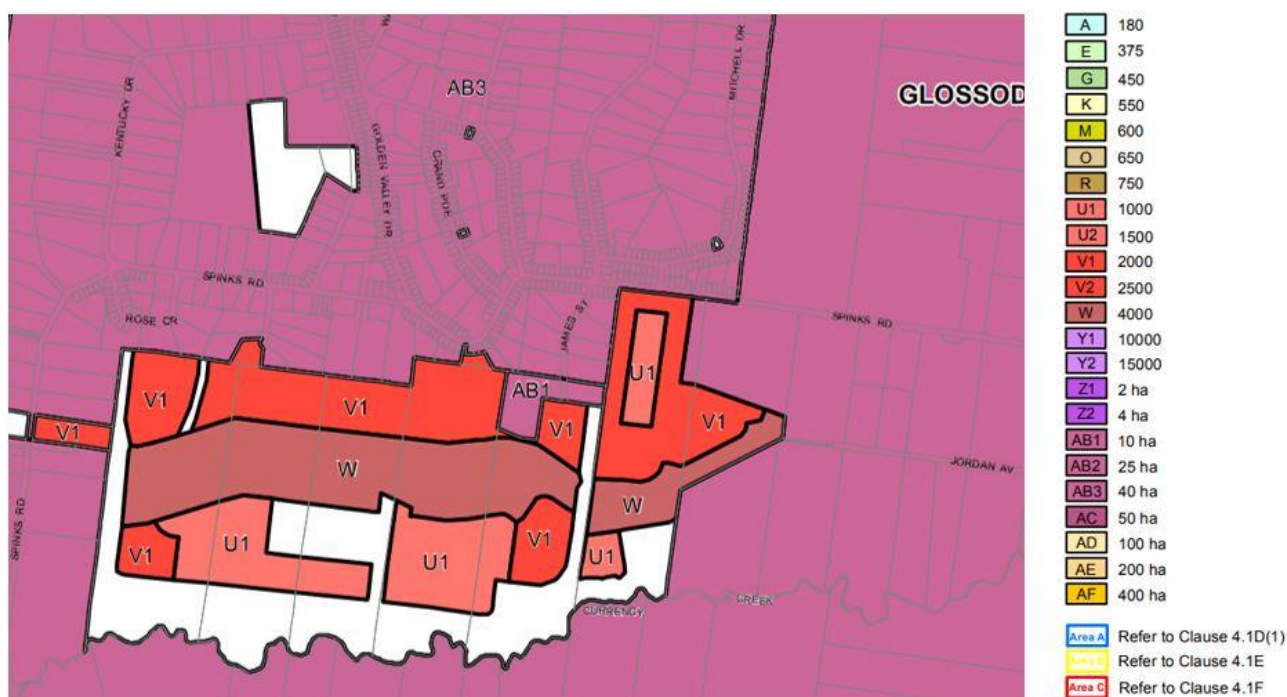 MITCHELL DR
KENTUCKY DR
AB3
GLOSSOD
GOLDEN VALLEY DR
GRAND PDE
SPINKS RD
ROSE CR
JAMES ST
SPINKS RD
U1
AB1
V1
V1
V1
V1
V1
JORDAN AV
W
W
SPINKS RD
V1
U1
U1
V1
U1
CURRENCY
CREEK
A 180
E 375
G 450
K 550
M 600
O 650
R 750
U1 1000
U2 1500
V1 2000
V2 2500
W 4000
Y1 10000
Y2 15000
Z1 2 ha
Z2 4 ha
AB1 10 ha
AB2 25 ha
AB3 40 ha
AC 50 ha
AD 100 ha
AE 200 ha
AF 400 ha
Area A Refer to Clause 4.1D(1)
Refer to Clause 4.1E
Area C Refer to Clause 4.1F